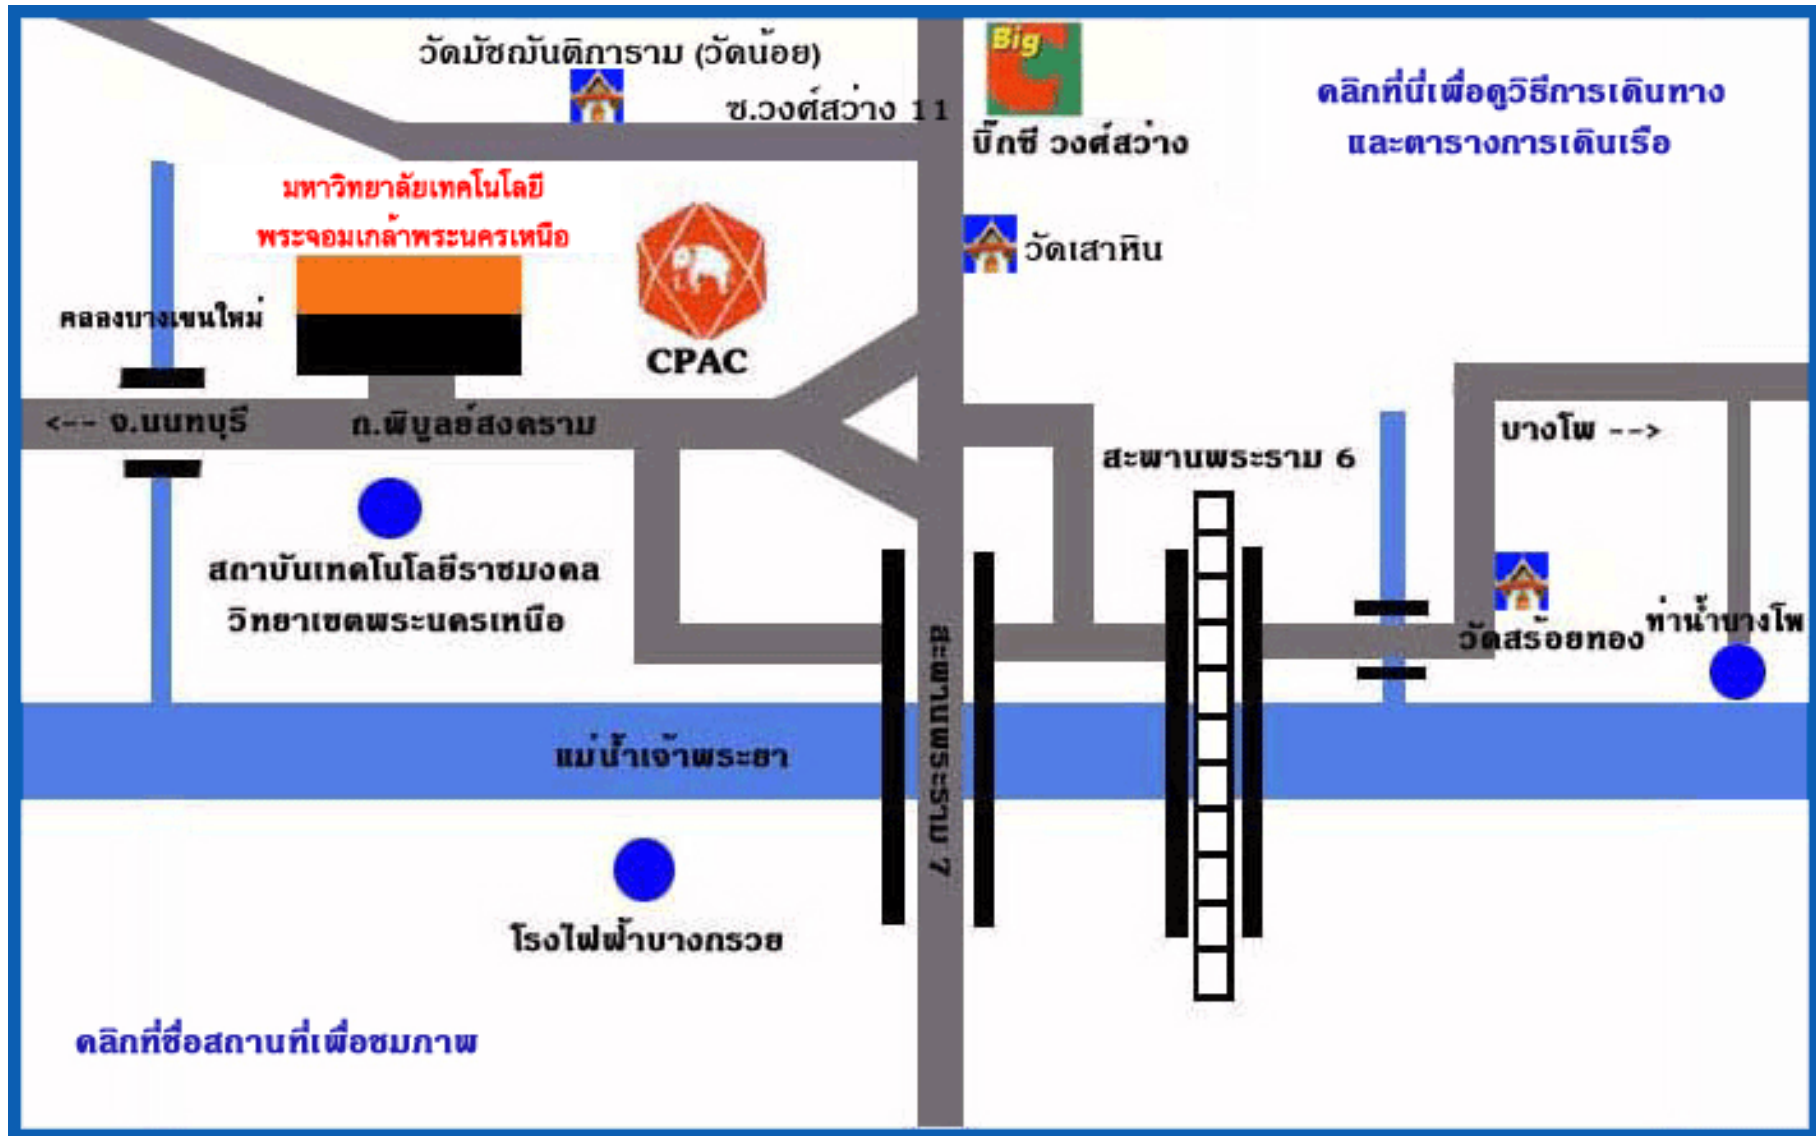 วัดมัชฌันติการาม (วัดน้อย)
ซ.วงศ์สว่าง 11
Big
บิ๊กซี วงศ์สว่าง
คลิกที่นี่เพื่อดูวิธีการเดินทาง
และตารางการเดินเรือ
มหาวิทยาลัยเทคโนโลยี
พระจอมเกล้าพระนครเหนือ
วัดเสาหิน
คลองบางเขนใหม่
CPAC
<-- จ.นนทบุรี
ถ.พิบูลย์สงคราม
บางโพ -->
สะพานพระราม 6
สถาบันเทคโนโลยีราชมงคล
วิทยาเขตพระนครเหนือ
วัดสร้อยทอง
ท่าน้ำบางโพ
สะพานพระราม 7
แม่น้ำเจ้าพระยา
โรงไฟฟ้าบางกรวย
คลิกที่ชื่อสถานที่เพื่อชมภาพ